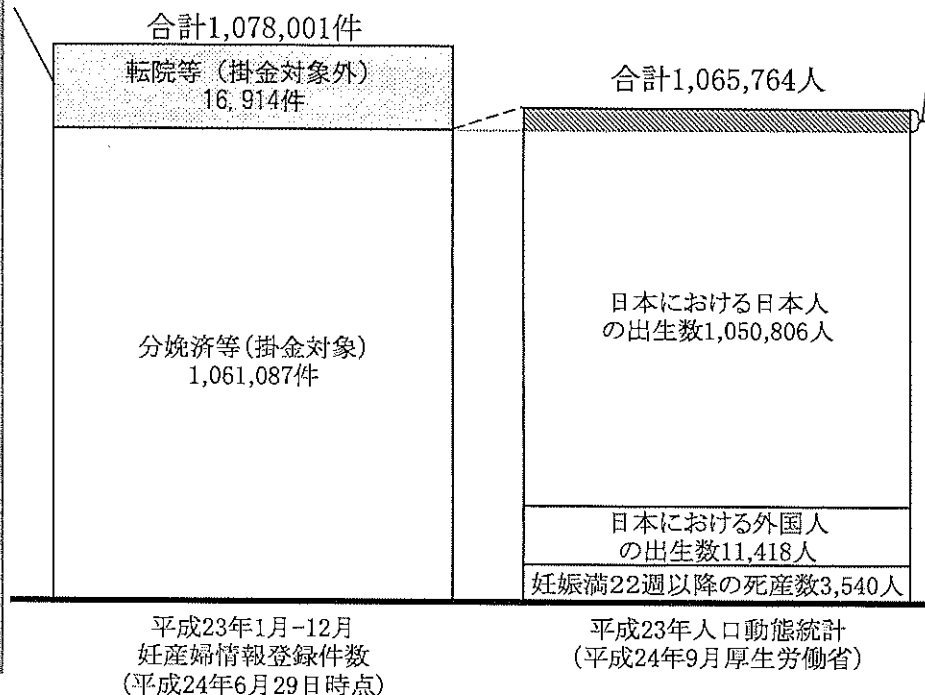 合計1,078,001件
転院等（掛金対象外）
16,914件
分娩済等(掛金対象)
1,061,087件
平成23年1月-12月
妊産婦情報登録件数
(平成24年6月29日時点)
合計1,065,764人
日本における日本人
の出生数1,050,806人
日本における外国人
の出生数11,418人
妊娠満22週以降の死産数3,540人
平成23年人口動態統計
(平成24年9月厚生労働省)